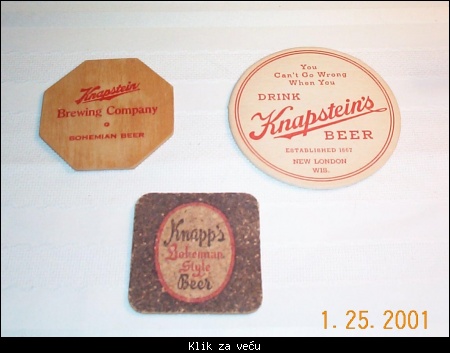 Knapstein
Brewing Company
BOHEMIAN BEER
You
Can't Go Wrong
When You
DRINK
Knapstein's
BEER
ESTABLISHED 1867
NEW LONDON
WIS.
Knapp's
Bohemian
Style
Beer
1. 25. 2001
Klik za veću